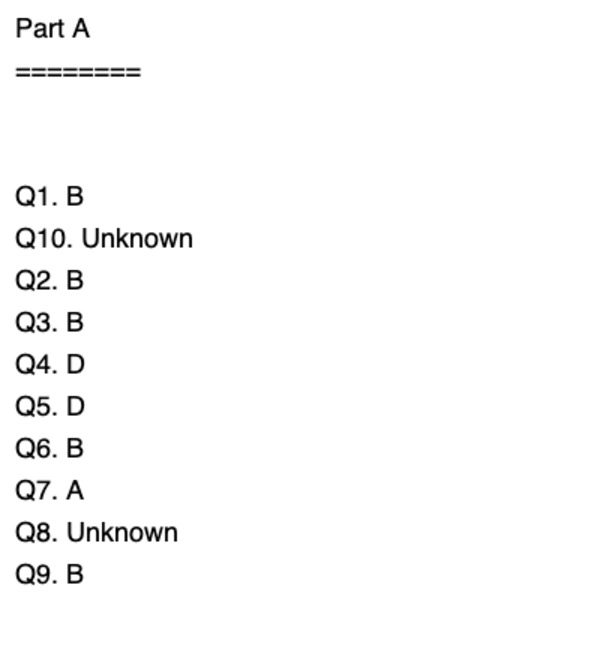 Part A
========
Q1. B
Q10. Unknown
Q2. B
Q3. B
Q4. D
Q5. D
Q6. B
Q7. A
Q8. Unknown
Q9. B